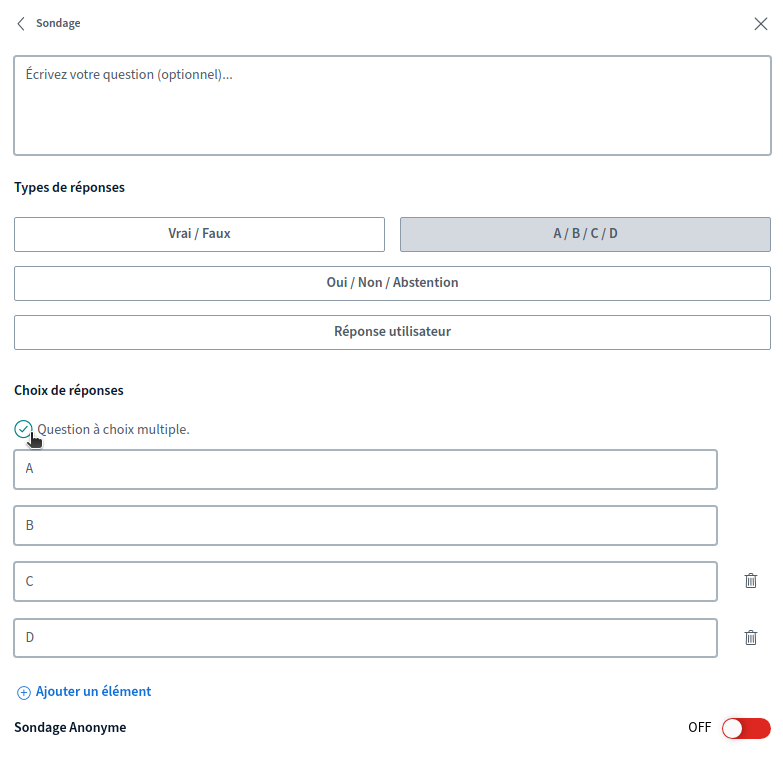 Sondage
Écrivez votre question (optionnel)...
Types de réponses
Vrai / Faux
A / B / C / D
Oui / Non / Abstention
Réponse utilisateur
Choix de réponses
Question à choix multiple.
A
B
C
D
Ajouter un élément
Sondage Anonyme OFF